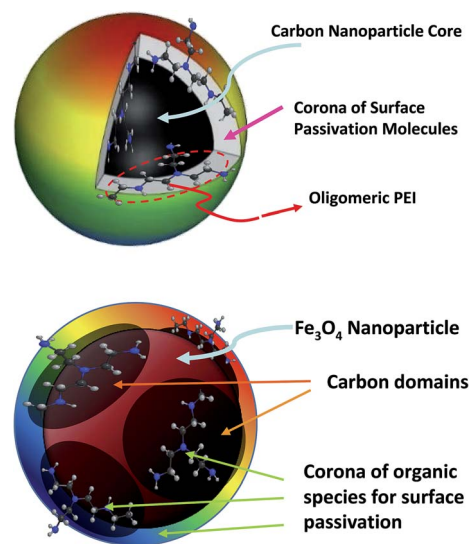 Carbon Nanoparticle Core
Corona of Surface
Passivation Molecules
Oligomeric PEI
Fe₃O₄ Nanoparticle
Carbon domains
Corona of organic
species for surface
passivation